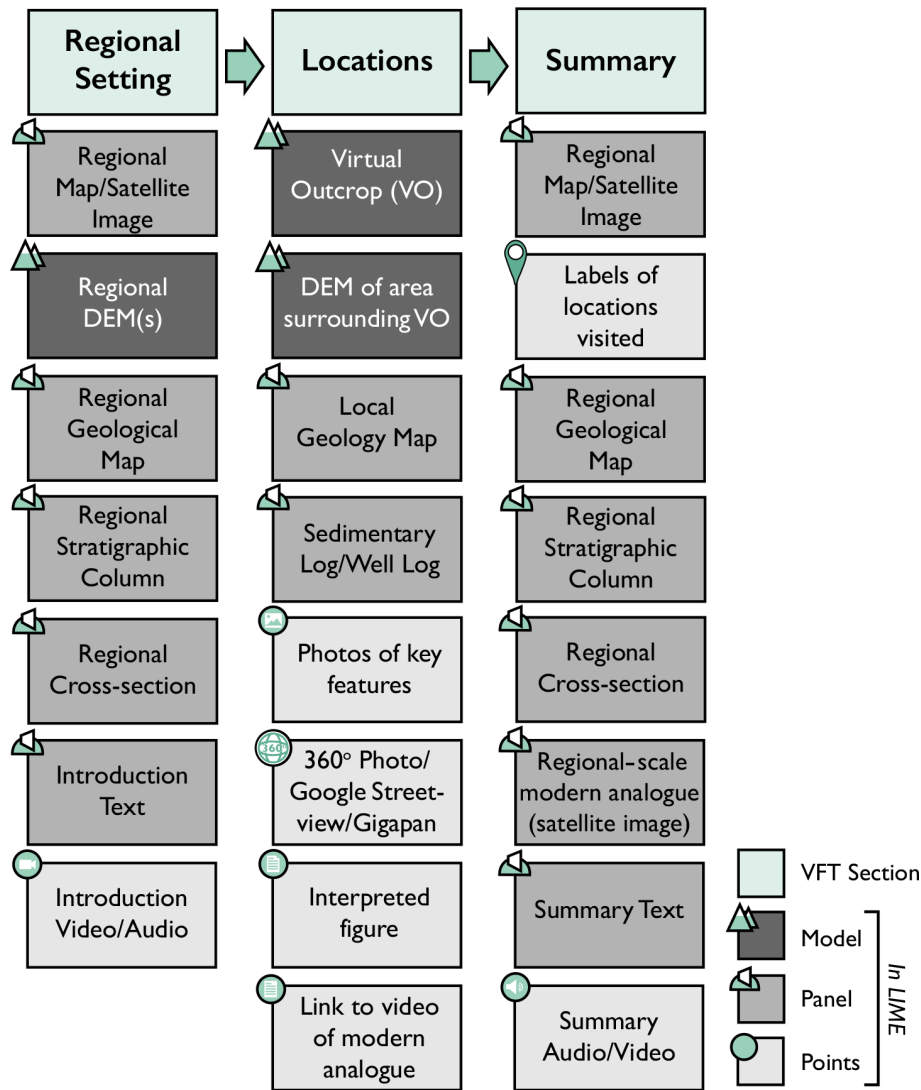 Regional
Setting
Locations
Summary
Regional
Map/Satellite
Image
Regional
DEM(s)
Regional
Geological
Map
Regional
Stratigraphic
Column
Regional
Cross-section
Introduction
Text
Introduction
Video/Audio
Virtual
Outcrop (VO)
DEM of area
surrounding VO
Local
Geology Map
Sedimentary
Log/Well Log
Photos of key
features
360°
360° Photo/
Google Street-
view/Gigapan
Interpreted
figure
Link to video
of modern
analogue
Regional
Map/Satellite
Image
Labels of
locations
visited
Regional
Geological
Map
Regional
Stratigraphic
Column
Regional
Cross-section
Regional-scale
modern analogue
(satellite image)
Summary Text
Summary
Audio/Video
VFT Section
Model
Panel
Points
In LIME